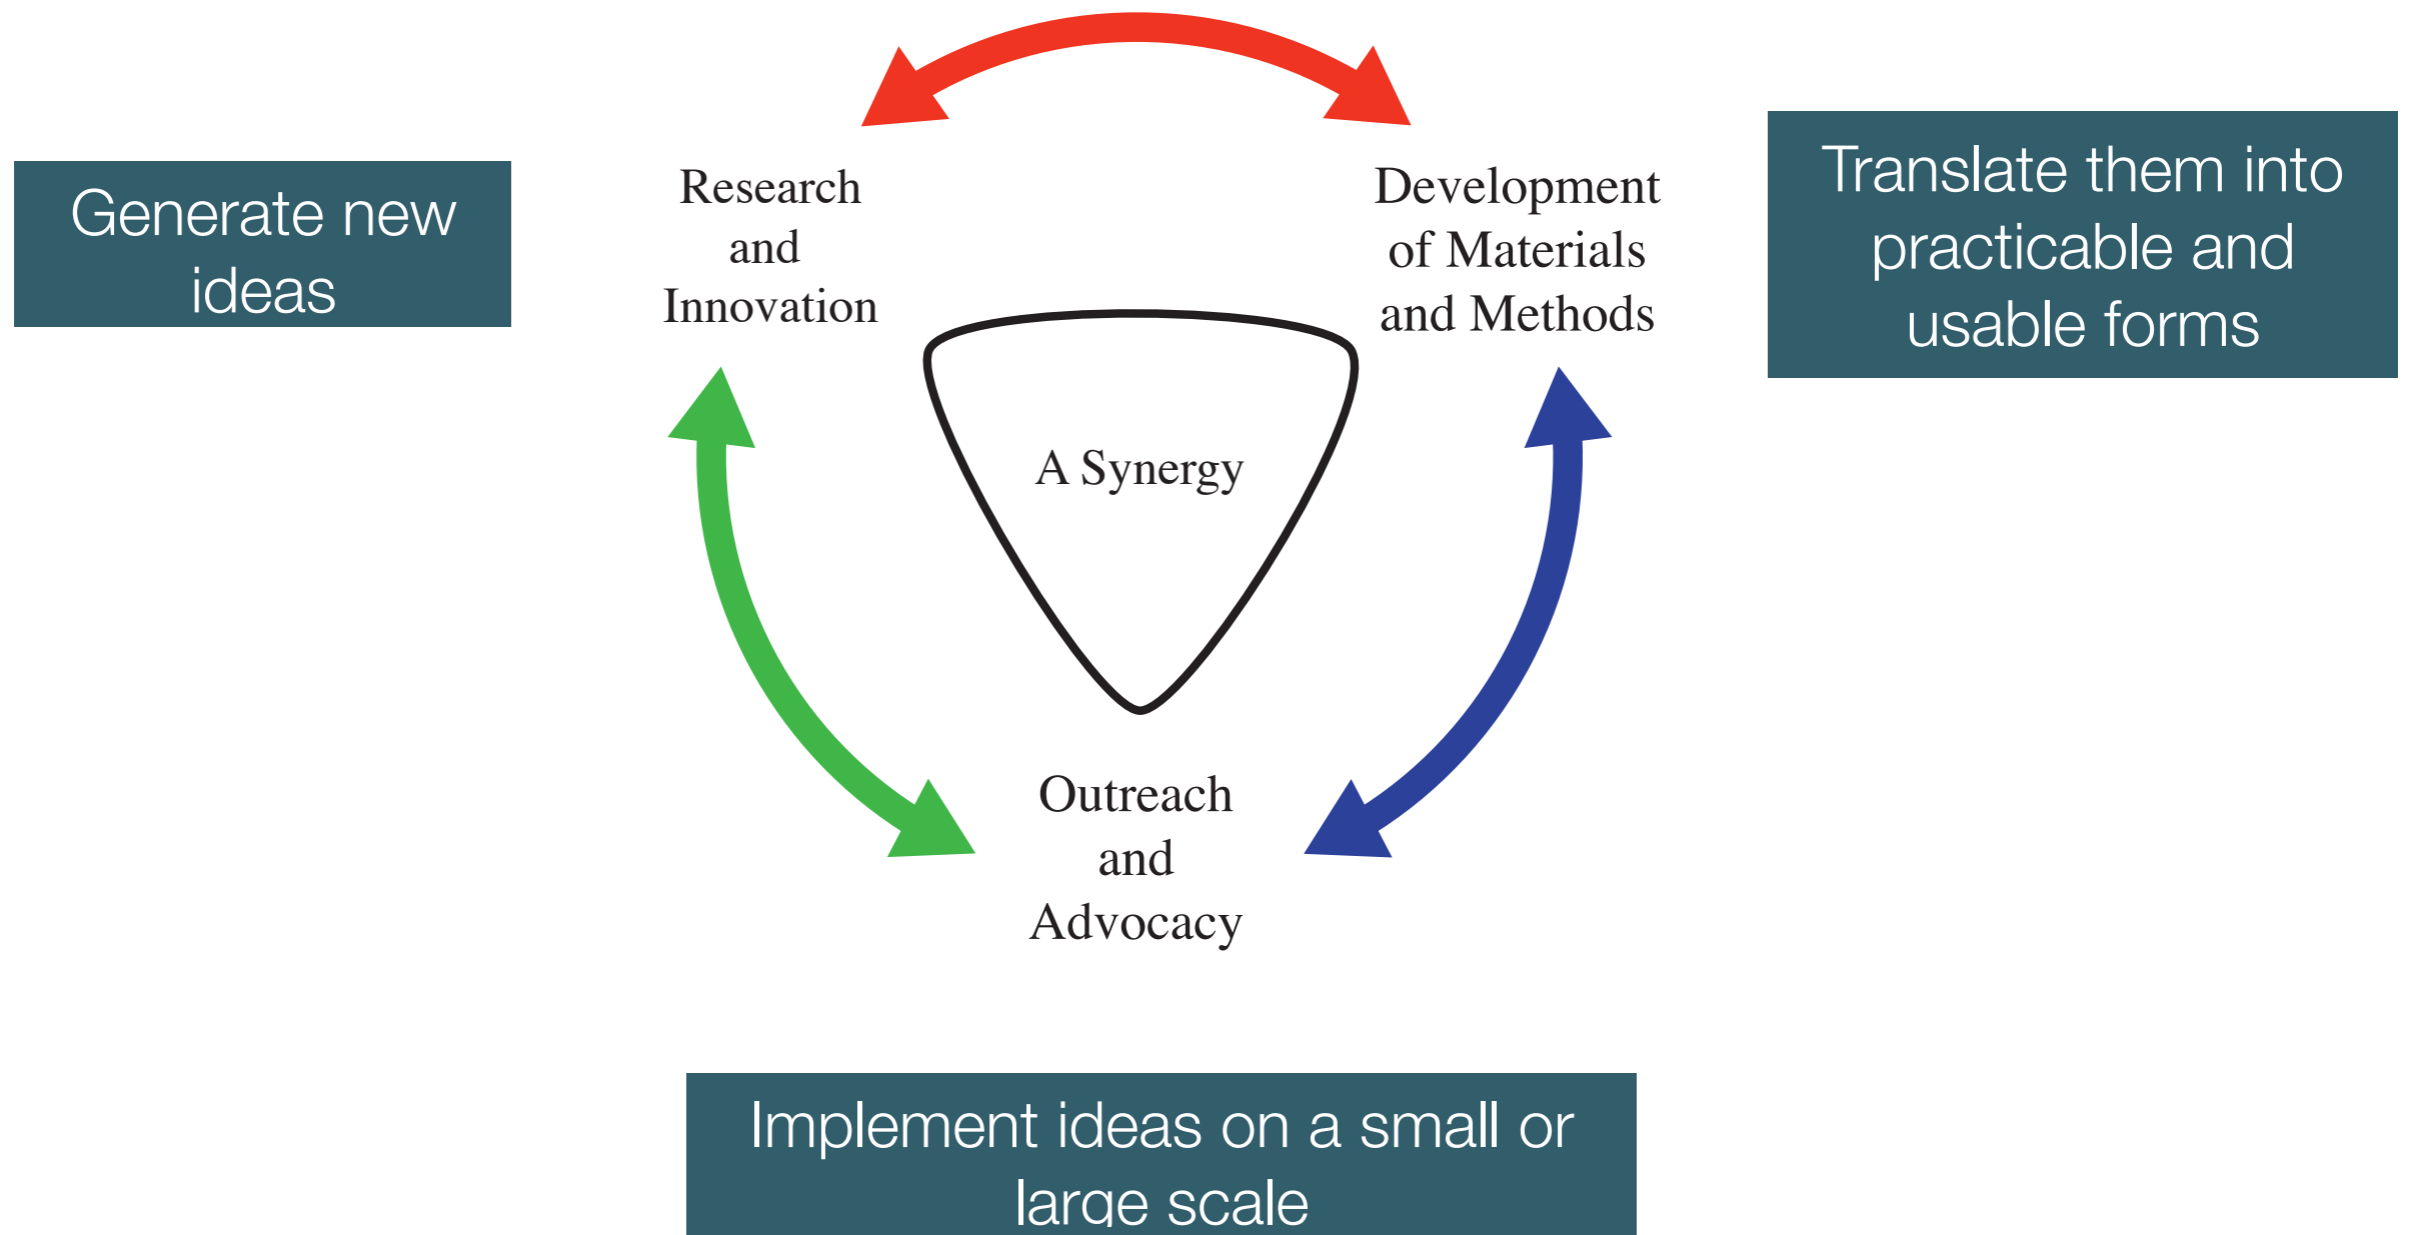 Generate new
ideas
Research
and
Innovation
Development
of Materials
and Methods
Translate them into
practicable and
usable forms
A Synergy
Outreach
and
Advocacy
Implement ideas on a small or
large scale